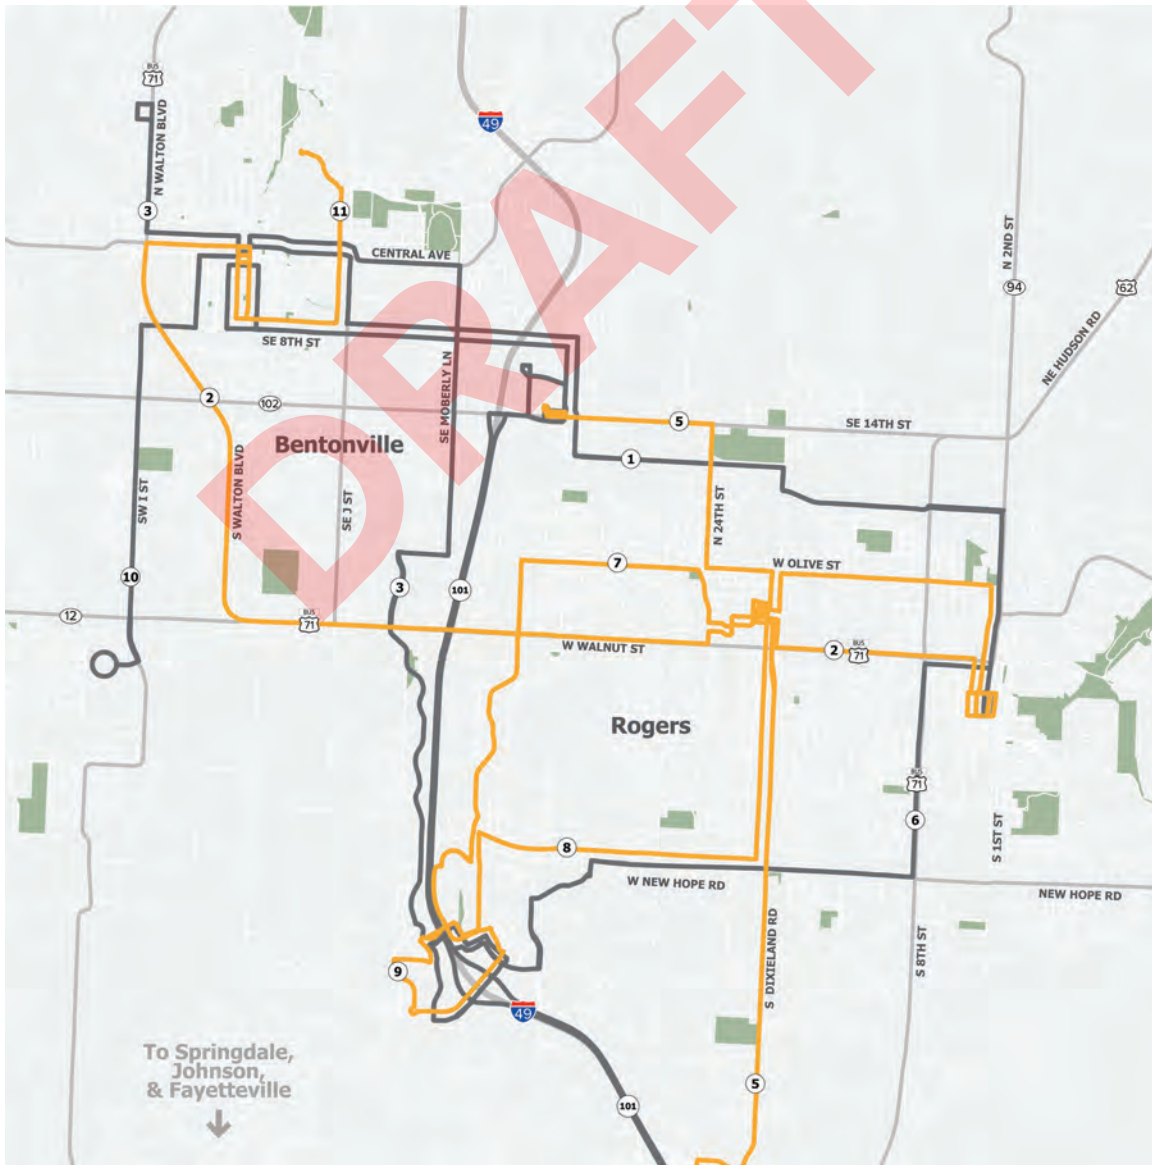 BUS
71
49
N WALTON BLVD
3
11
N 2ND ST
CENTRAL AVE
94
62
NE HUDSON RD
SE 8TH ST
SE MOBERLY LN
2
102
5
SE 14TH ST
Bentonville
1
S WALTON BLVD
SW I ST
SE J ST
N 24TH ST
7
W OLIVE ST
10
3
101
12
BUS
71
W WALNUT ST
2
BUS
71
Rogers
BUS
71
6
S 1ST ST
8
W NEW HOPE RD
NEW HOPE RD
S DIXIELAND RD
S 8TH ST
9
49
To Springdale,
Johnson,
& Fayetteville
5
101
DRAFT